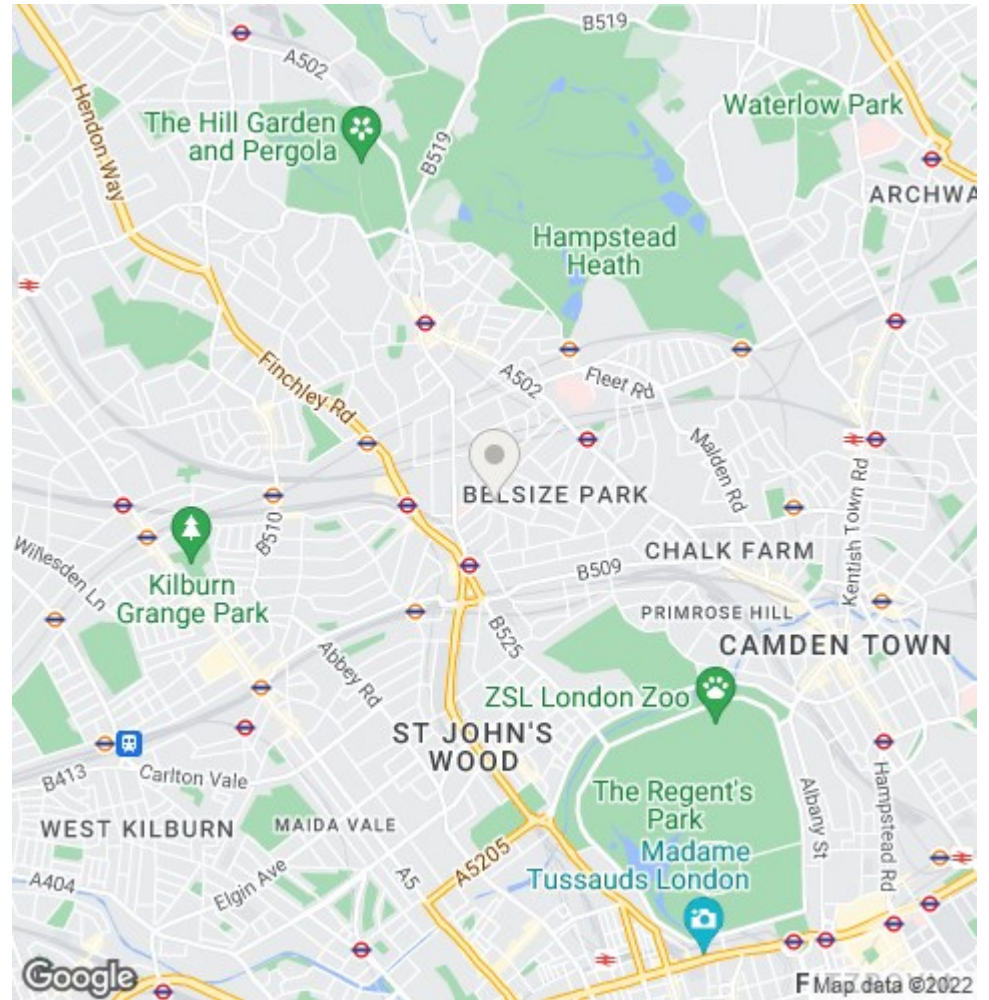 B519
A502
Hendon Way
The Hill Garden
and Pergola
B519
Waterlow Park
ARCHWA
Hampstead
Heath
Finchley Rd
A502
Fleet Rd
Malden Rd
Kentish Town Rd
BELSIZE PARK
B510
Willesden Ln
Kilburn
Grange Park
CHALK FARM
B509
PRIMROSE HILL
B525
CAMDEN TOWN
Abbey Rd
ZSL London Zoo
ST JOHN'S
WOOD
B413
Carlton Vale
The Regent's
Park
Albany St
Hampstead Rd
WEST KILBURN
MAIDA VALE
Madame
Tussauds London
A5205
A5
A404
Elgin Ave
Google
Map data ©2022